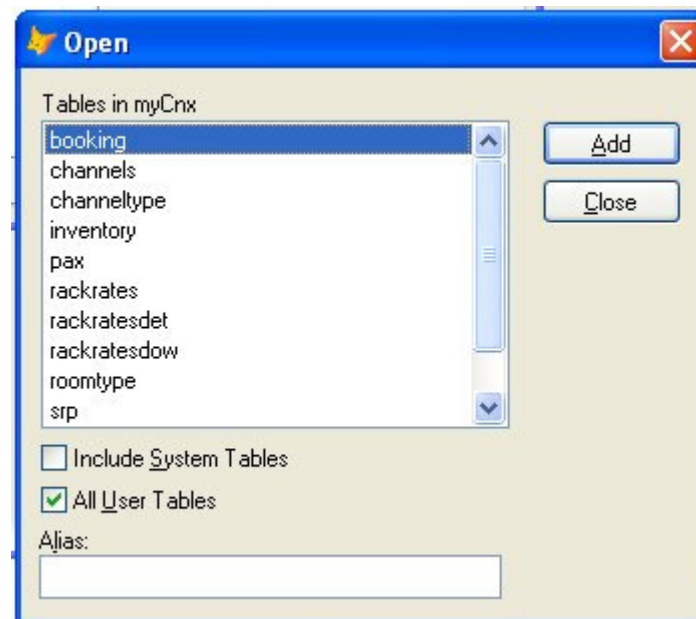 Open
Tables in myCnx
booking
channels
channeltype
inventory
pax
rackrates
rackratesdet
rackratesdow
roomtype
srp
Add
Close
Include System Tables
All User Tables
Alias: